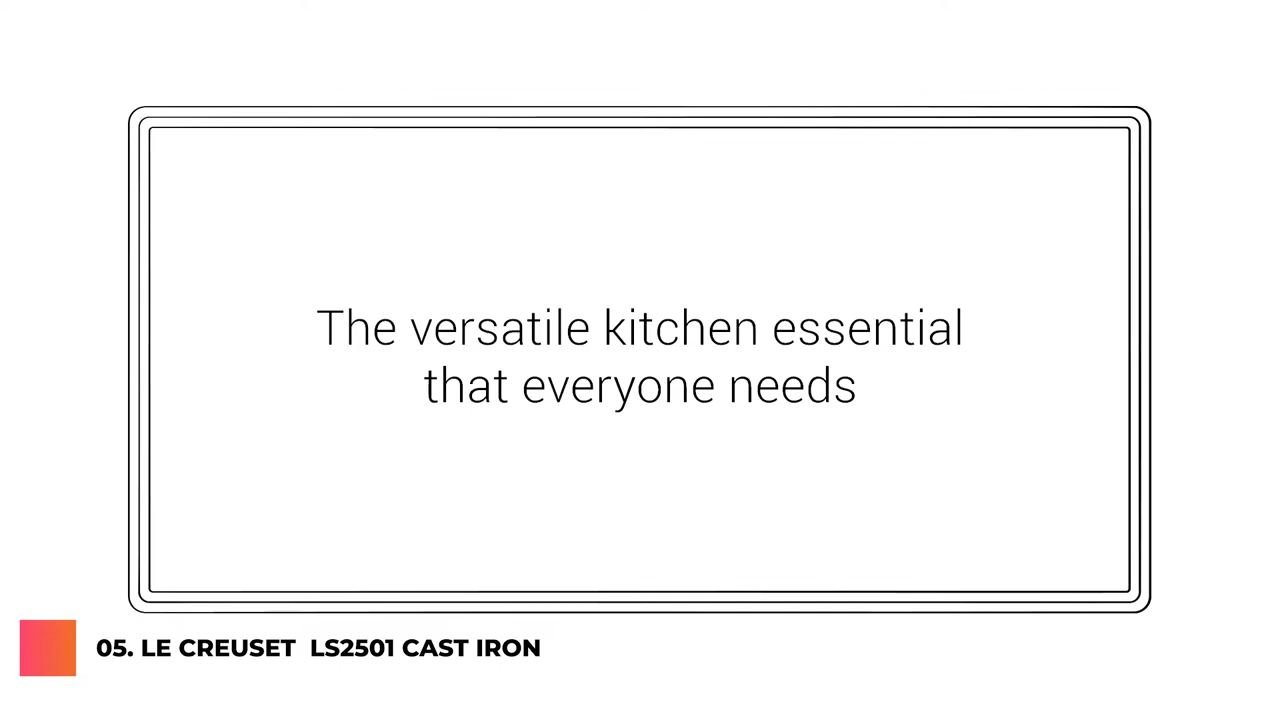 The versatile kitchen essential
that everyone needs
05. LE CREUSET LS2501 CAST IRON